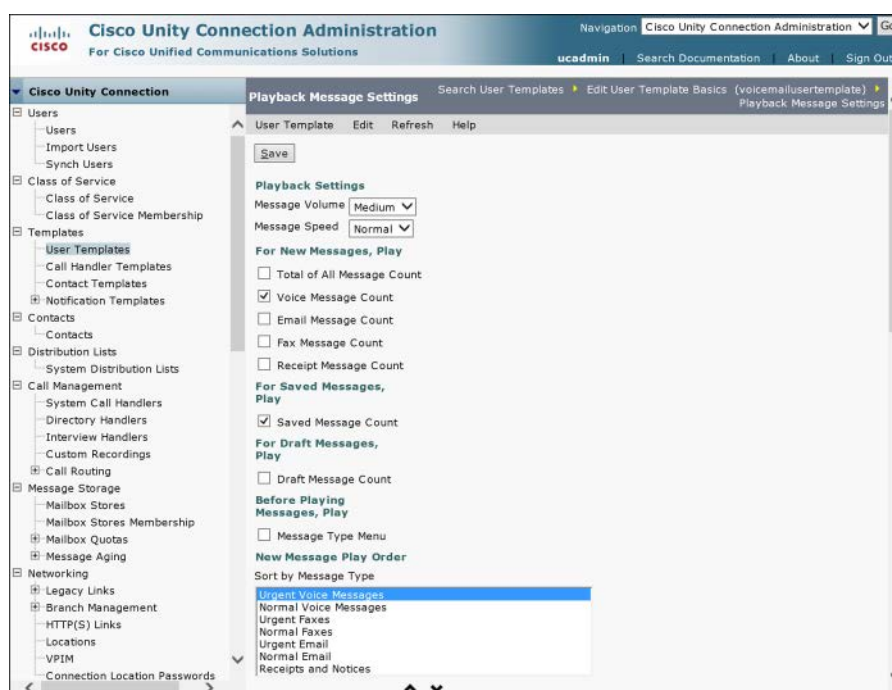 CISCO
Cisco Unity Connection Administration
For Cisco Unified Communications Solutions
Navigation Cisco Unity Connection Administration
ucadmin Search Documentation About Sign Out
Cisco Unity Connection
Users
Users
Import Users
Synch Users
Class of Service
Class of Service
Class of Service Membership
Templates
User Templates
Call Handler Templates
Contact Templates
Notification Templates
Contacts
Contacts
Distribution Lists
System Distribution Lists
Call Management
System Call Handlers
Directory Handlers
Interview Handlers
Custom Recordings
Call Routing
Message Storage
Mailbox Stores
Mailbox Stores Membership
Mailbox Quotas
Message Aging
Networking
Legacy Links
Branch Management
HTTP(S) Links
Locations
VPIM
Connection Location Passwords
Playback Message Settings
Search User Templates Edit User Template Basics (voicemailusertemplate)
Playback Message Settings
User Template Edit Refresh Help
Save
Playback Settings
Message Volume Medium
Message Speed Normal
For New Messages, Play
Total of All Message Count
Voice Message Count
Email Message Count
Fax Message Count
Receipt Message Count
For Saved Messages,
Play
Saved Message Count
For Draft Messages,
Play
Draft Message Count
Before Playing
Messages, Play
Message Type Menu
New Message Play Order
Sort by Message Type
Urgent Voice Messages
Normal Voice Messages
Urgent Faxes
Normal Faxes
Urgent Email
Normal Email
Receipts and Notices